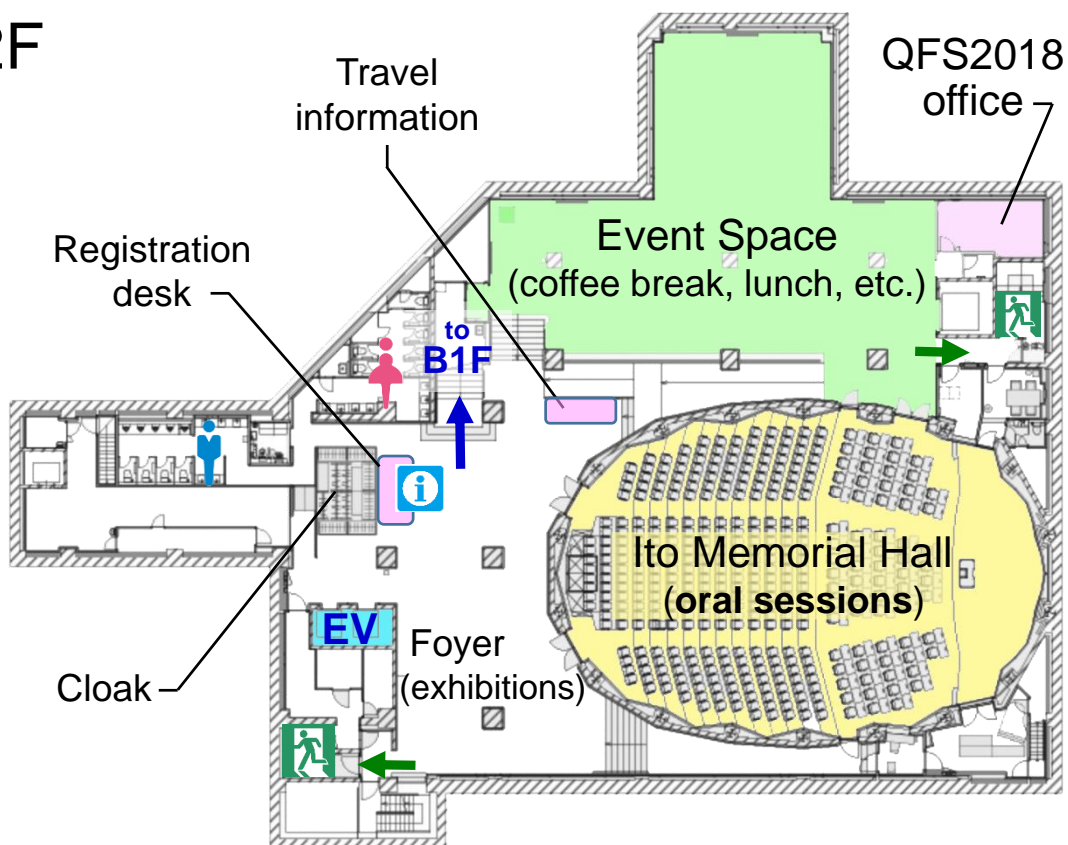 2F
Travel
information
QFS2018
office
Registration
desk
Event Space
(coffee break, lunch, etc.)
to
B1F
i
Ito Memorial Hall
(oral sessions)
EV
Foyer
(exhibitions)
Cloak